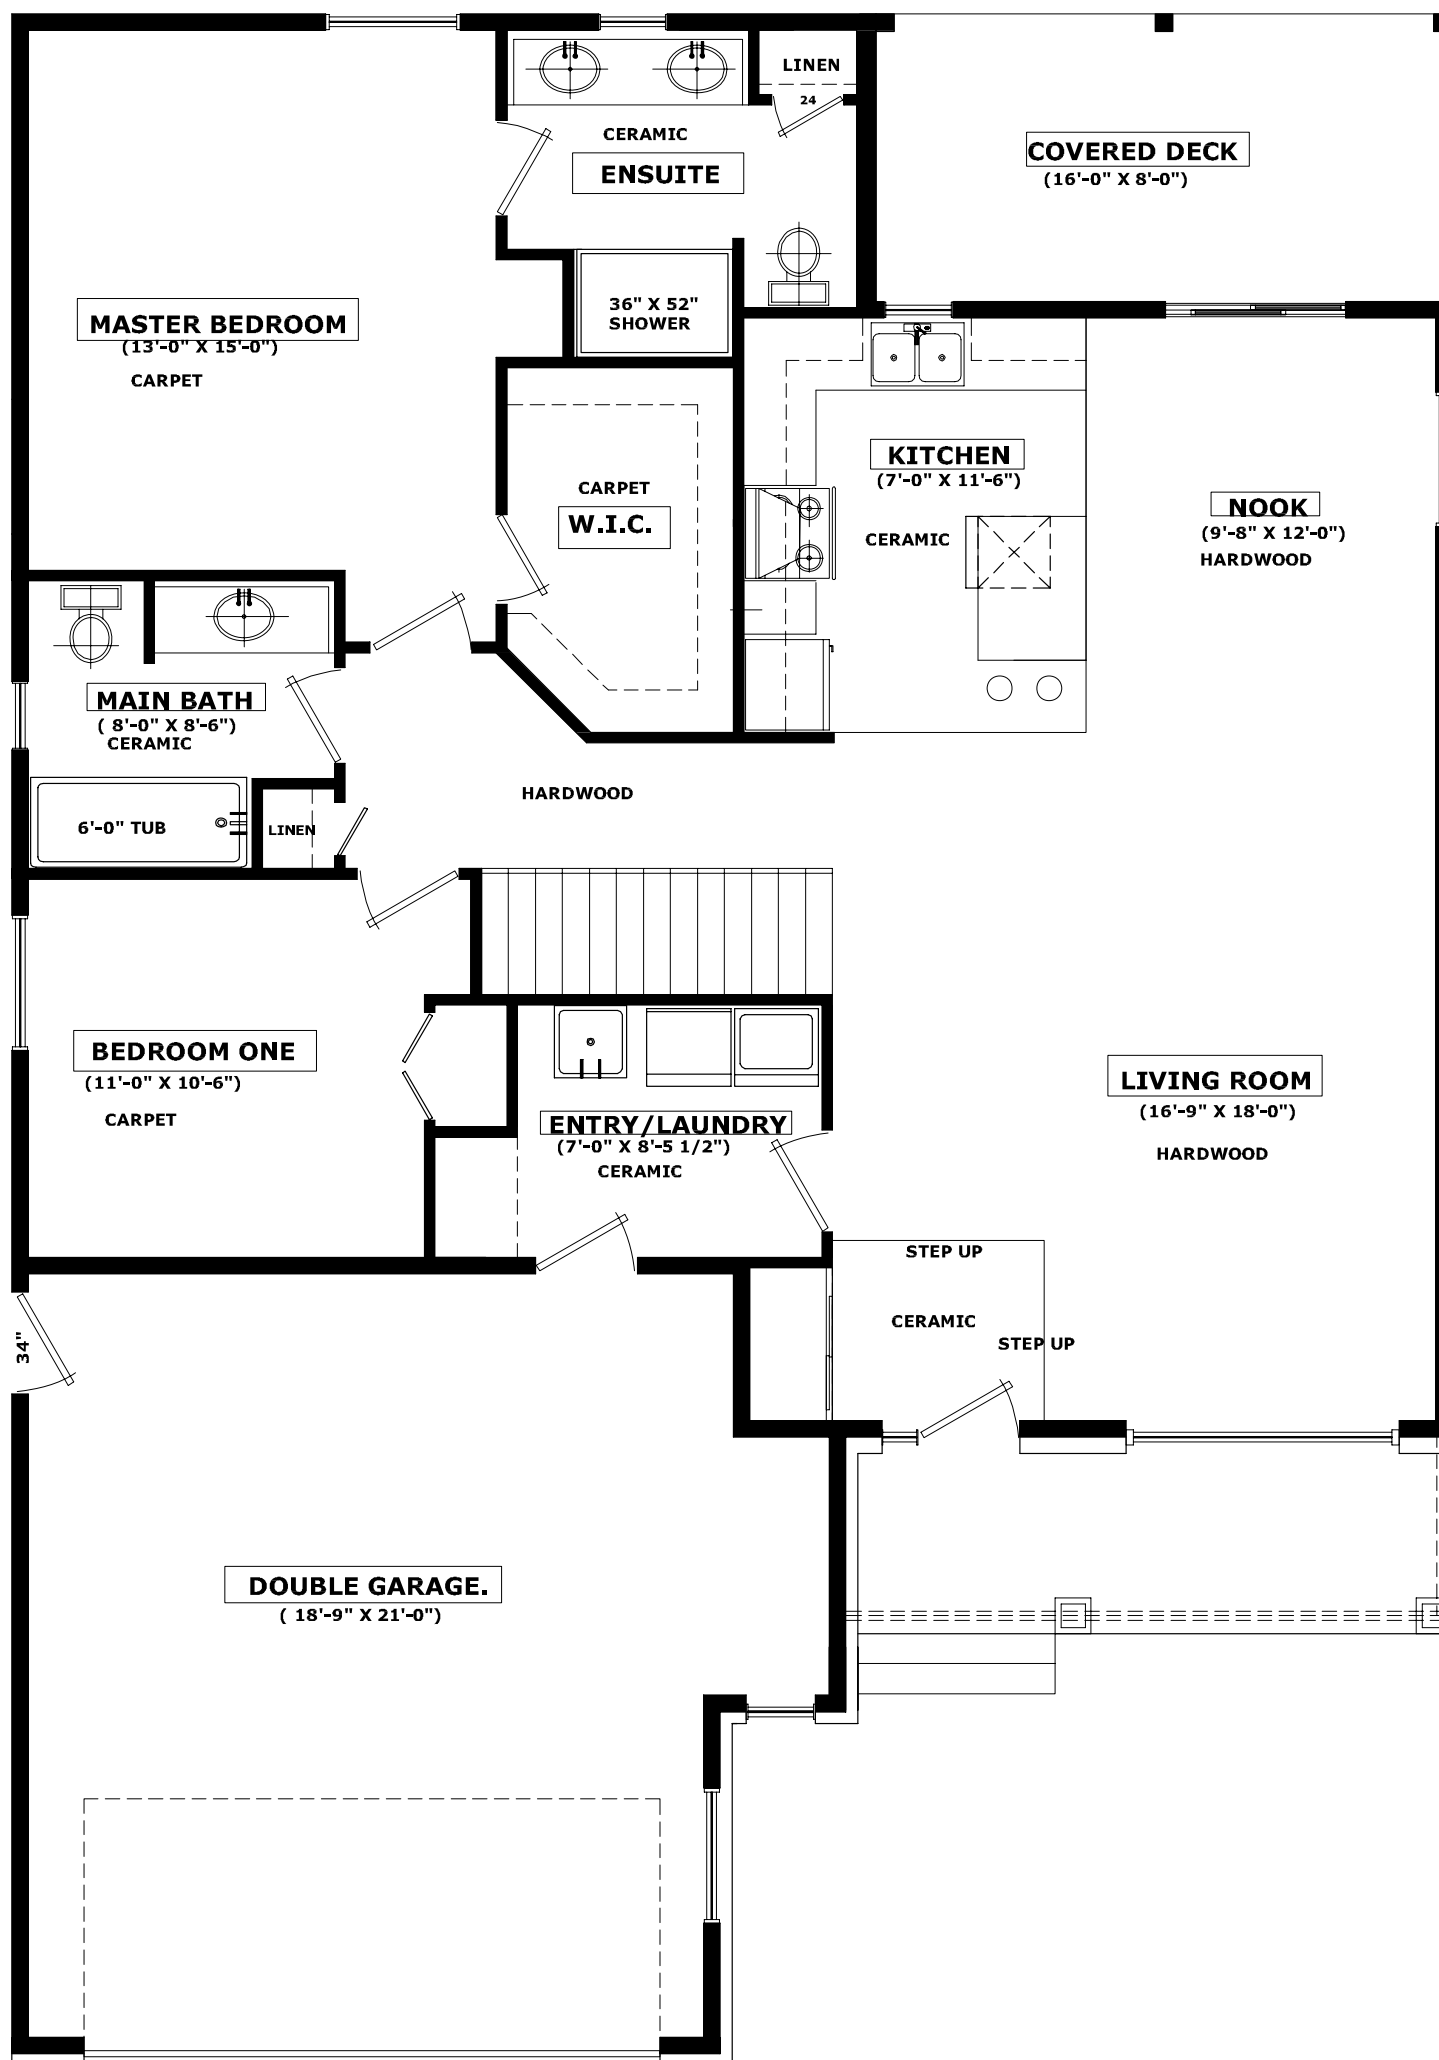 LINEN
24
CERAMIC
ENSUITE
COVERED DECK
(16'-0" X 8'-0")
36" X 52"
SHOWER
MASTER BEDROOM
(13'-0" X 15'-0")
CARPET
KITCHEN
(7'-0" X 11'-6")
CERAMIC
CARPET
W.I.C.
NOOK
(9'-8" X 12'-0")
HARDWOOD
MAIN BATH
( 8'-0" X 8'-6")
CERAMIC
HARDWOOD
6'-0" TUB
LINEN
BEDROOM ONE
(11'-0" X 10'-6")
CARPET
ENTRY/LAUNDRY
(7'-0" X 8'-5 1/2")
CERAMIC
LIVING ROOM
(16'-9" X 18'-0")
HARDWOOD
STEP UP
CERAMIC
STEP UP
34"
DOUBLE GARAGE.
( 18'-9" X 21'-0")